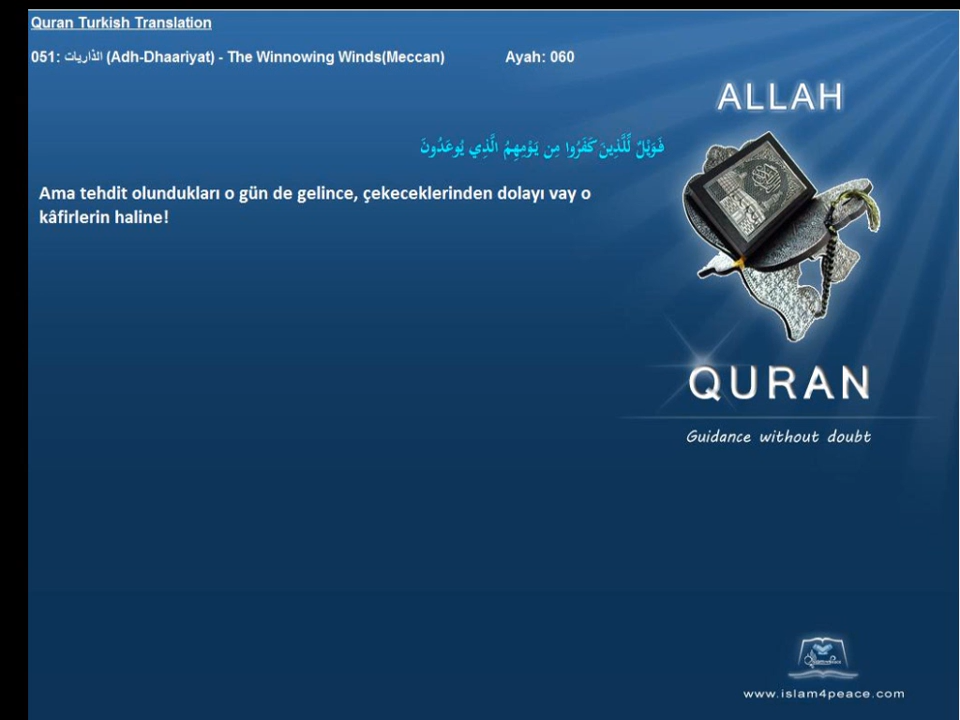 Quran Turkish Translation
051: الذاريات (Adh-Dhaariyat) - The Winnowing Winds(Meccan) Ayah: 060
ALLAH
فَوَيْلٌ لِّلَّذِينَ كَفَرُوا مِن يَوْمِهِمُ الَّذِي يُوعَدُونَ
Ama tehdit olundukları o gün de gelince, çekeceklerinden dolayı vay o
kâfirlerin haline!
QURAN
Guidance without doubt
www.islam4peace.com